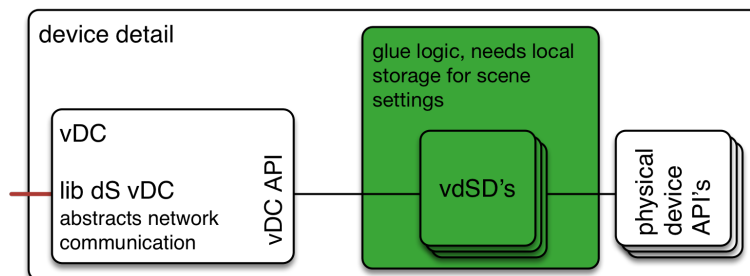 device detail
glue logic, needs local
storage for scene
settings
vDC
lib dS vDC
abstracts network
communication
vDC API
vdSD's
physical
device
API's